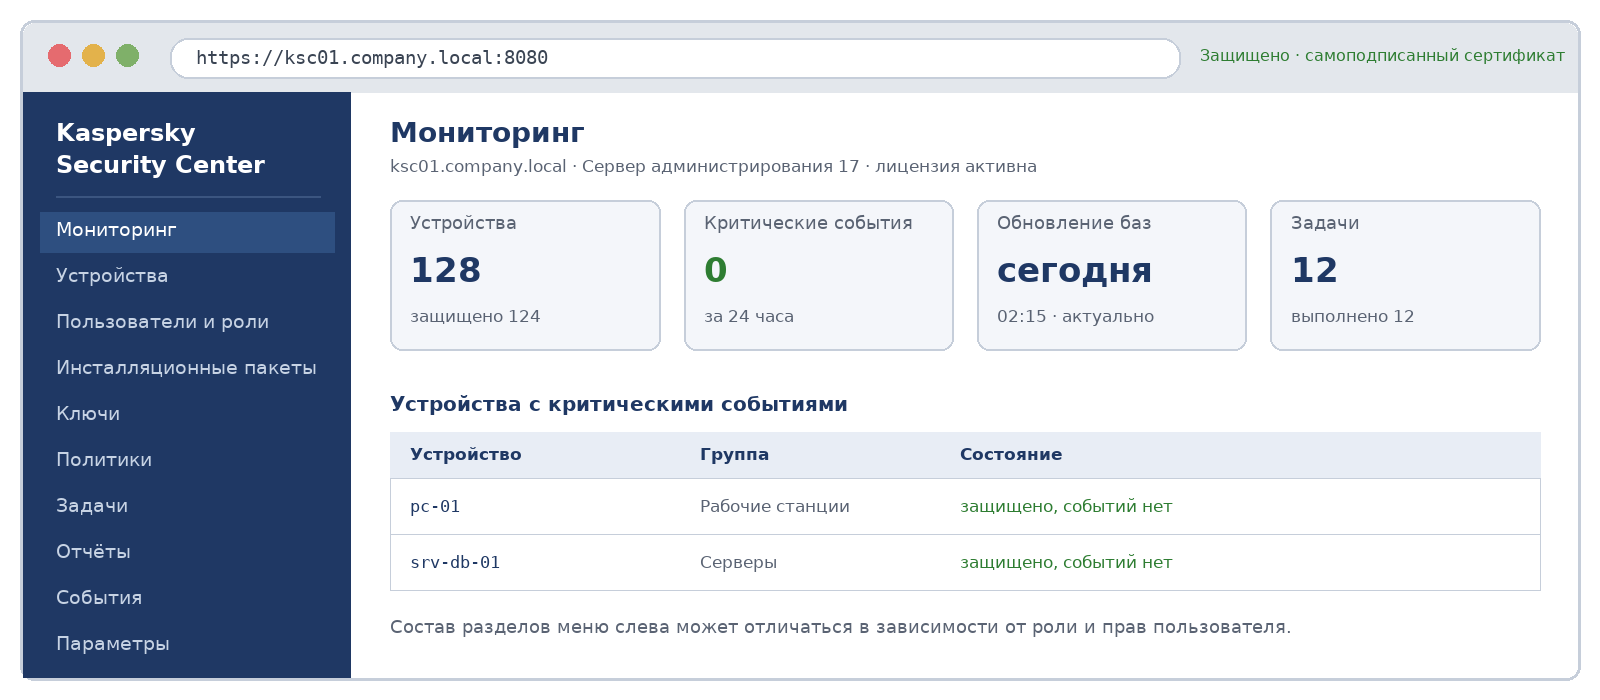 https://ksc01.company.local:8080
Защищено · самоподписанный сертификат
Kaspersky
Security Center
Мониторинг
Устройства
Пользователи и роли
Инсталляционные пакеты
Ключи
Политики
Задачи
Отчёты
События
Параметры
Мониторинг
ksc01.company.local · Сервер администрирования 17 · лицензия активна
Устройства
128
защищено 124
Критические события
0
за 24 часа
Обновление баз
сегодня
02:15 · актуально
Задачи
12
выполнено 12
Устройства с критическими событиями
Устройство Группа Состояние
pc-01 Рабочие станции защищено, событий нет
srv-db-01 Серверы защищено, событий нет
Состав разделов меню слева может отличаться в зависимости от роли и прав пользователя.